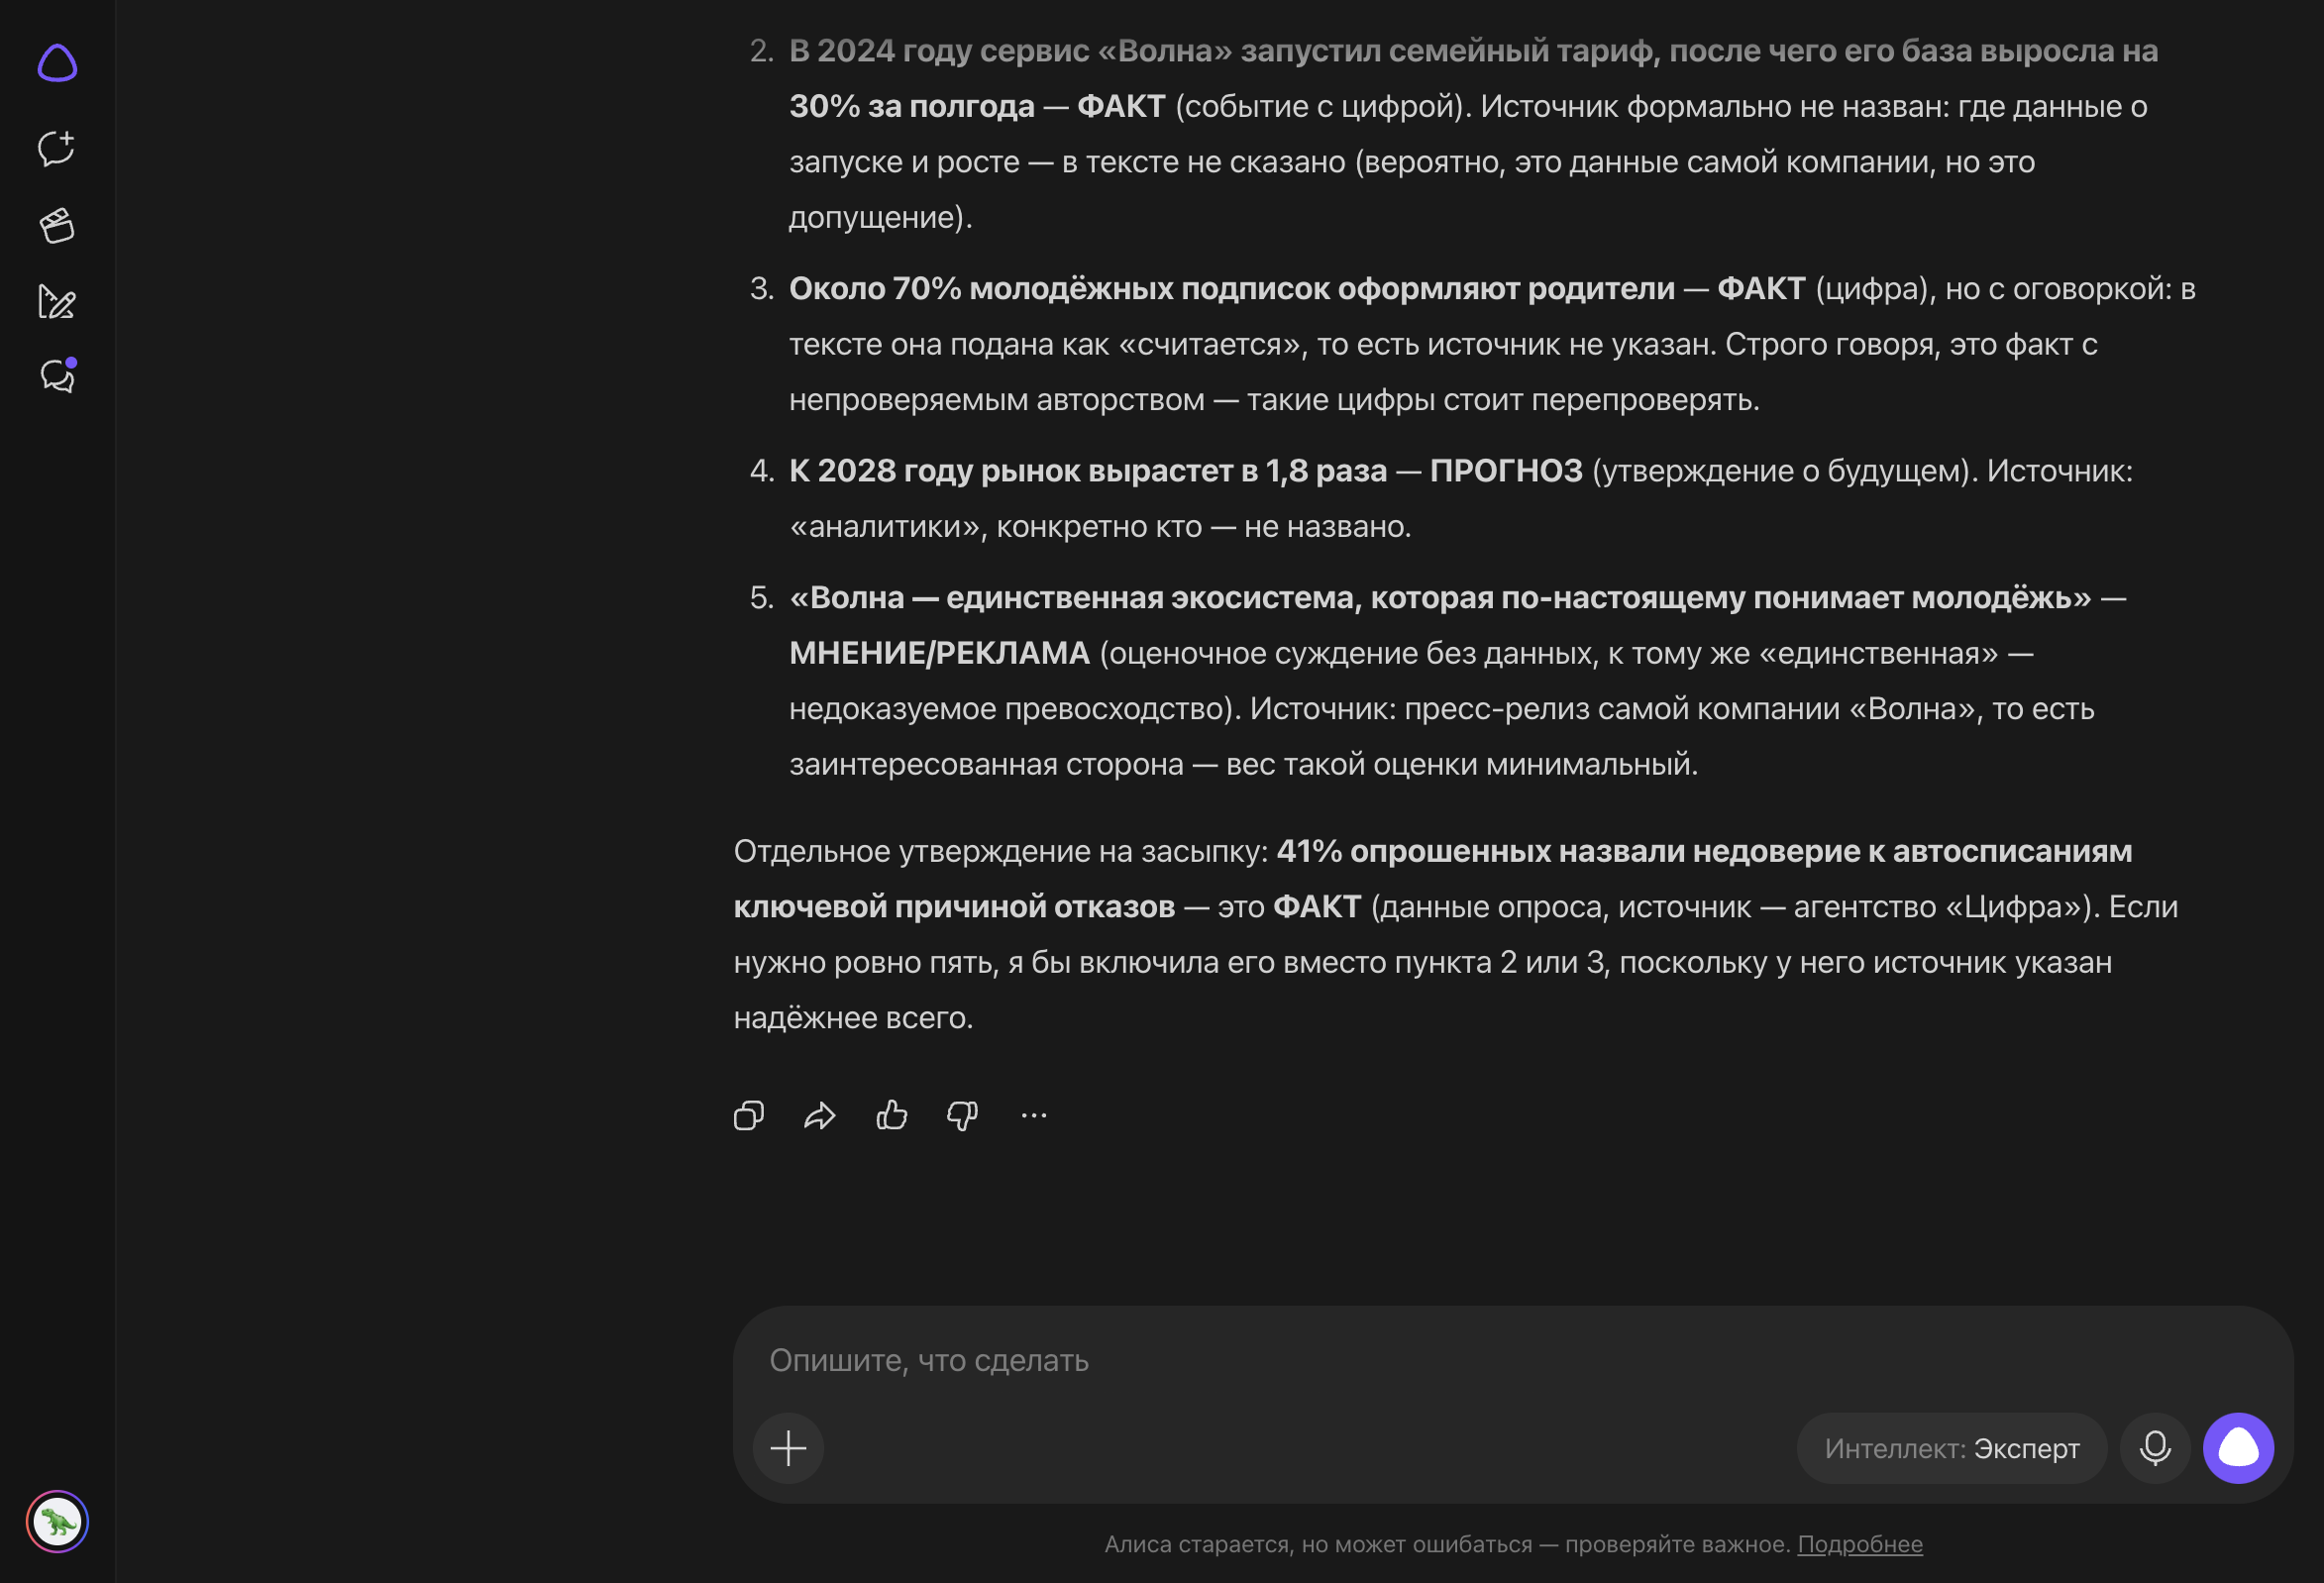 2. В 2024 году сервис «Волна» запустил семейный тариф, после чего его база выросла на
30% за полгода — ФАКТ (событие с цифрой). Источник формально не назван: где данные о
запуске и росте — в тексте не сказано (вероятно, это данные самой компании, но это
допущение).
3. Около 70% молодёжных подписок оформляют родители — ФАКТ (цифра), но с оговоркой: в
тексте она подана как «считается», то есть источник не указан. Строго говоря, это факт с
непроверяемым авторством — такие цифры стоит перепроверять.
4. К 2028 году рынок вырастет в 1,8 раза — ПРОГНОЗ (утверждение о будущем). Источник:
«аналитики», конкретно кто — не названо.
5. «Волна — единственная экосистема, которая по-настоящему понимает молодёжь» —
МНЕНИЕ/РЕКЛАМА (оценочное суждение без данных, к тому же «единственная» —
недоказуемое превосходство). Источник: пресс-релиз самой компании «Волна», то есть
заинтересованная сторона — вес такой оценки минимальный.
Отдельное утверждение на засыпку: 41% опрошенных назвали недоверие к автосписаниям
ключевой причиной отказов — это ФАКТ (данные опроса, источник — агентство «Цифра»). Если
нужно ровно пять, я бы включила его вместо пункта 2 или 3, поскольку у него источник указан
надёжнее всего.
Опишите, что сделать
Интеллект: Эксперт
Алиса старается, но может ошибаться — проверяйте важное. Подробнее